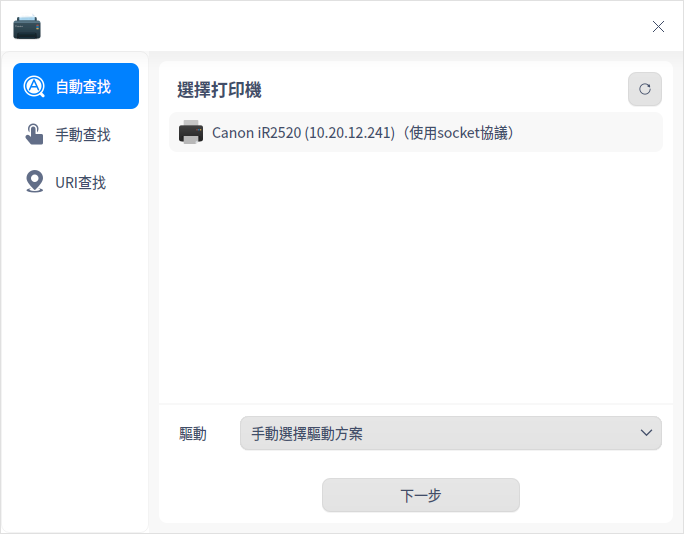 自動查找
手動查找
URI查找
選擇打印機
Canon iR2520 (10.20.12.241)（使用socket協議）
驅動
手動選擇驅動方案
下一步